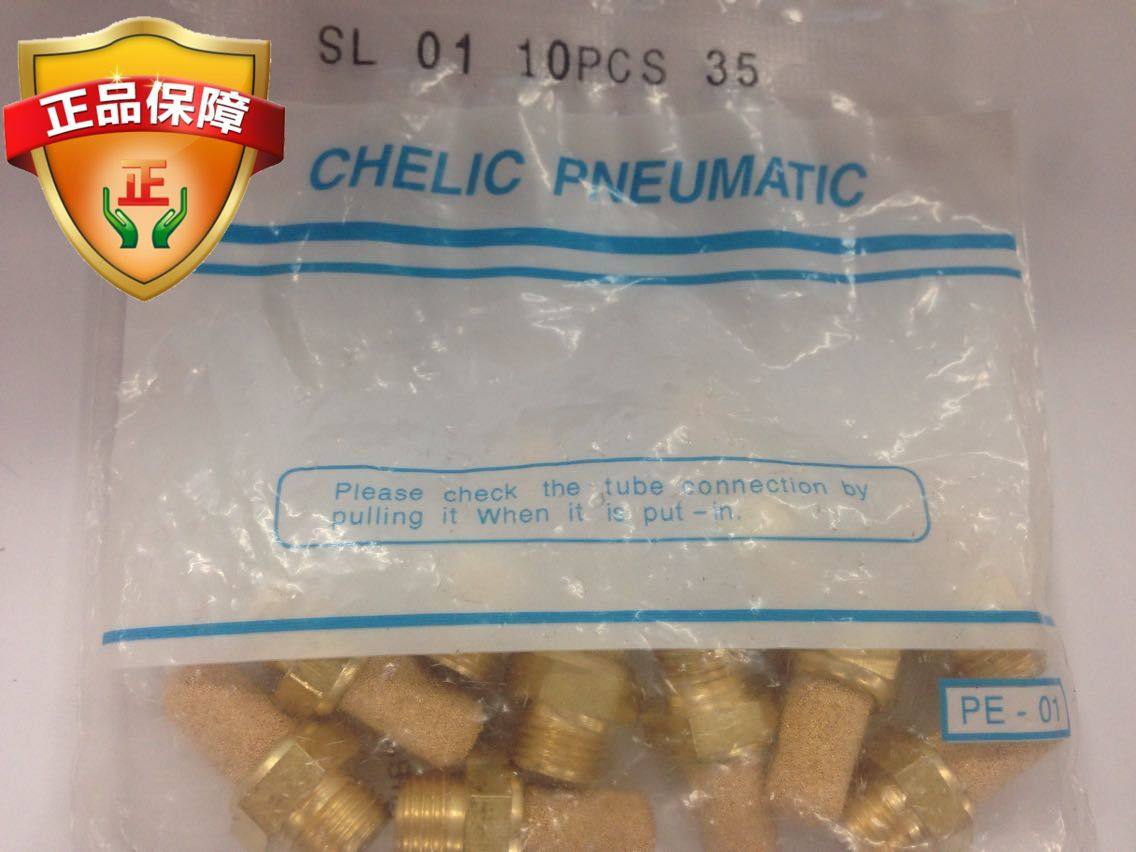 SL 01 10PCS 35
正品保障
正
CHELIC PNEUMATIC
Please check the tube connection by
pulling it When it is put-in.
PE-01